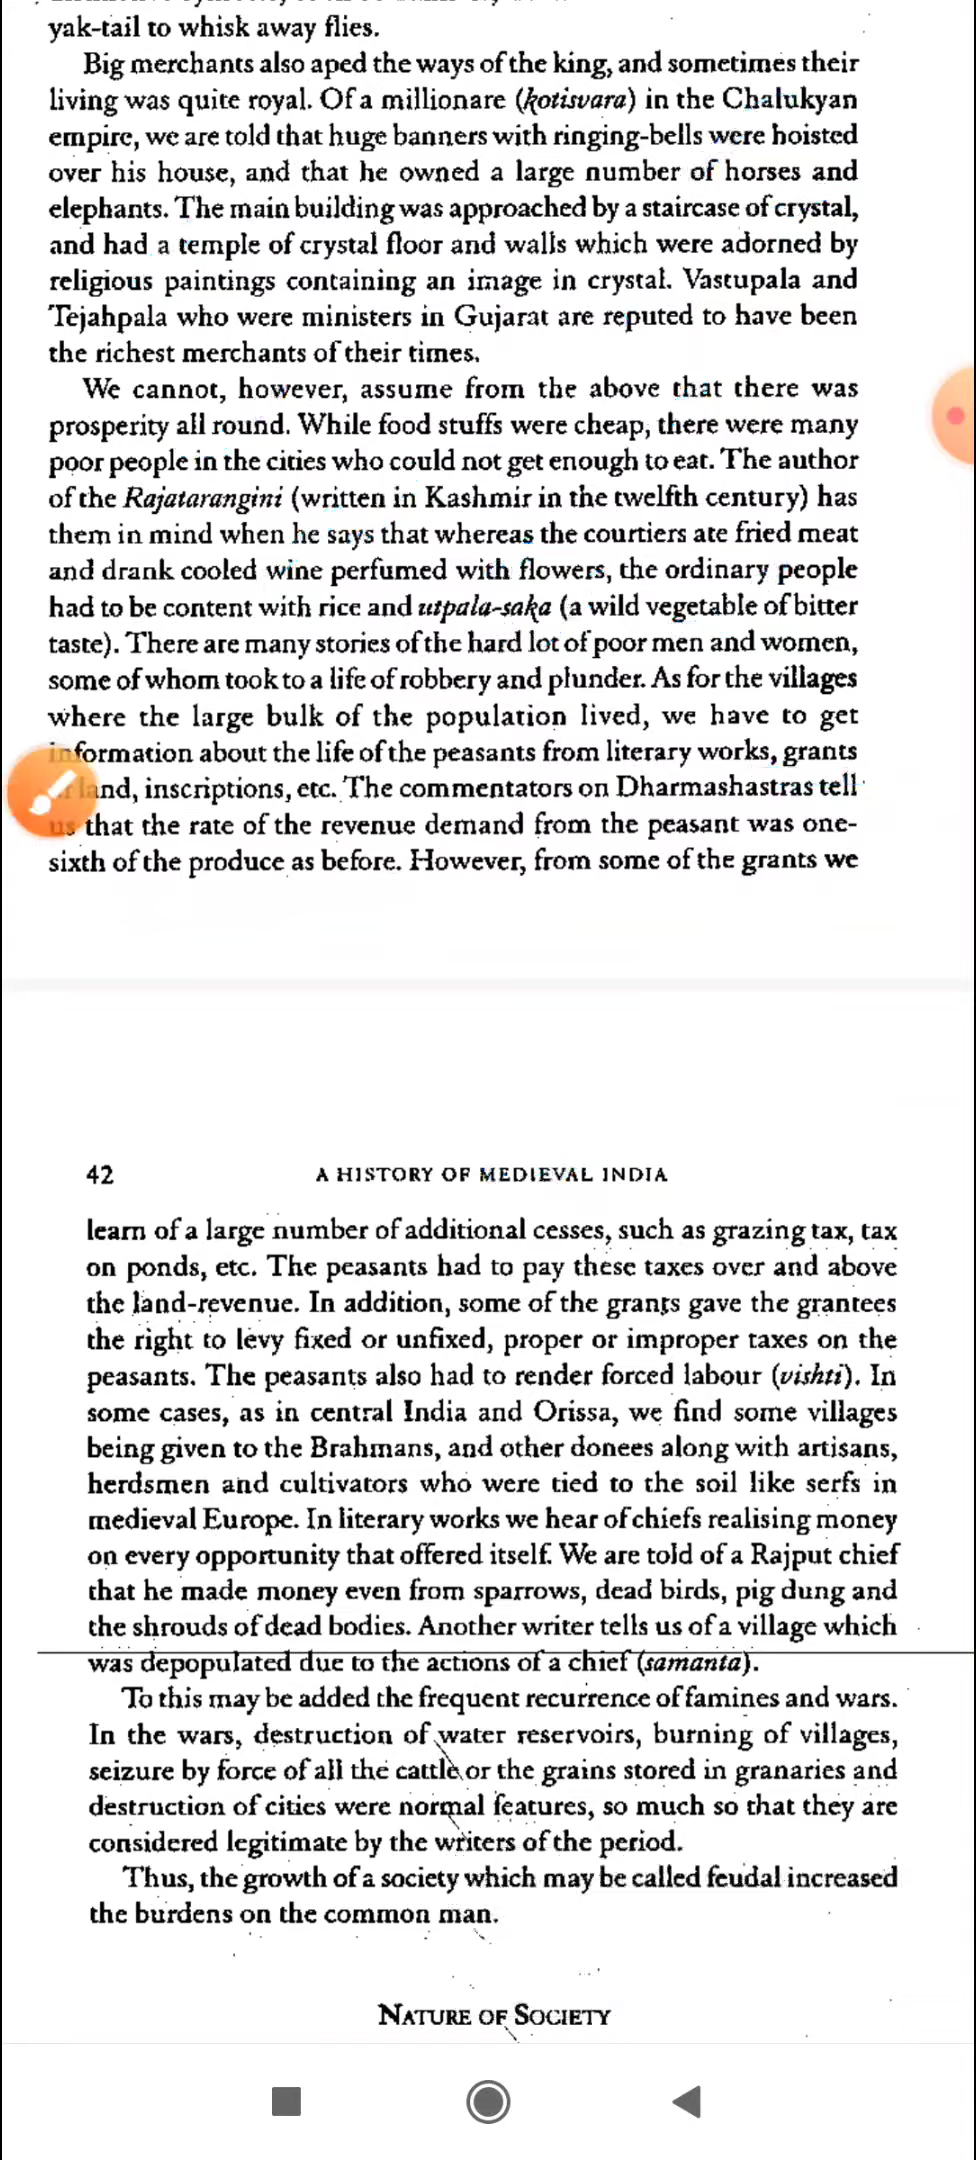 yak-tail to whisk away flies.
Big merchants also aped the ways of the king, and sometimes their
living was quite royal. Of a millionare (kotisvara) in the Chalukyan
empire, we are told that huge banners with ringing-bells were hoisted
over his house, and that he owned a large number of horses and
elephants. The main building was approached by a staircase of crystal,
and had a temple of crystal floor and walls which were adorned by
religious paintings containing an image in crystal. Vastupala and
Tejahpala who were ministers in Gujarat are reputed to have been
the richest merchants of their times.
We cannot, however, assume from the above that there was
prosperity all round. While food stuffs were cheap, there were many
poor people in the cities who could not get enough to eat. The author
of the Rajatarangini (written in Kashmir in the twelfth century) has
them in mind when he says that whereas the courtiers ate fried meat
and drank cooled wine perfumed with flowers, the ordinary people
had to be content with rice and utpala-saka (a wild vegetable of bitter
taste). There are many stories of the hard lot of poor men and women,
some of whom took to a life of robbery and plunder. As for the villages
where the large bulk of the population lived, we have to get
information about the life of the peasants from literary works, grants
land, inscriptions, etc. The commentators on Dharmashastras tell
us that the rate of the revenue demand from the peasant was one-
sixth of the produce as before. However, from some of the grants we
42 A HISTORY OF MEDIEVAL INDIA
learn of a large number of additional cesses, such as grazing tax, tax
on ponds, etc. The peasants had to pay these taxes over and above
the land-revenue. In addition, some of the grants gave the grantees
the right to levy fixed or unfixed, proper or improper taxes on the
peasants. The peasants also had to render forced labour (vishti). In
some cases, as in central India and Orissa, we find some villages
being given to the Brahmans, and other donees along with artisans,
herdsmen and cultivators who were tied to the soil like serfs in
medieval Europe. In literary works we hear of chiefs realising money
on every opportunity that offered itself. We are told of a Rajput chief
that he made money even from sparrows, dead birds, pig dung and
the shrouds of dead bodies. Another writer tells us of a village which
was depopulated due to the actions of a chief (samanta).
To this may be added the frequent recurrence of famines and wars.
In the wars, destruction of water reservoirs, burning of villages,
seizure by force of all the cattle or the grains stored in granaries and
destruction of cities were normal features, so much so that they are
considered legitimate by the writers of the period.
Thus, the growth of a society which may be called feudal increased
the burdens on the common man.
NATURE OF SOCIETY